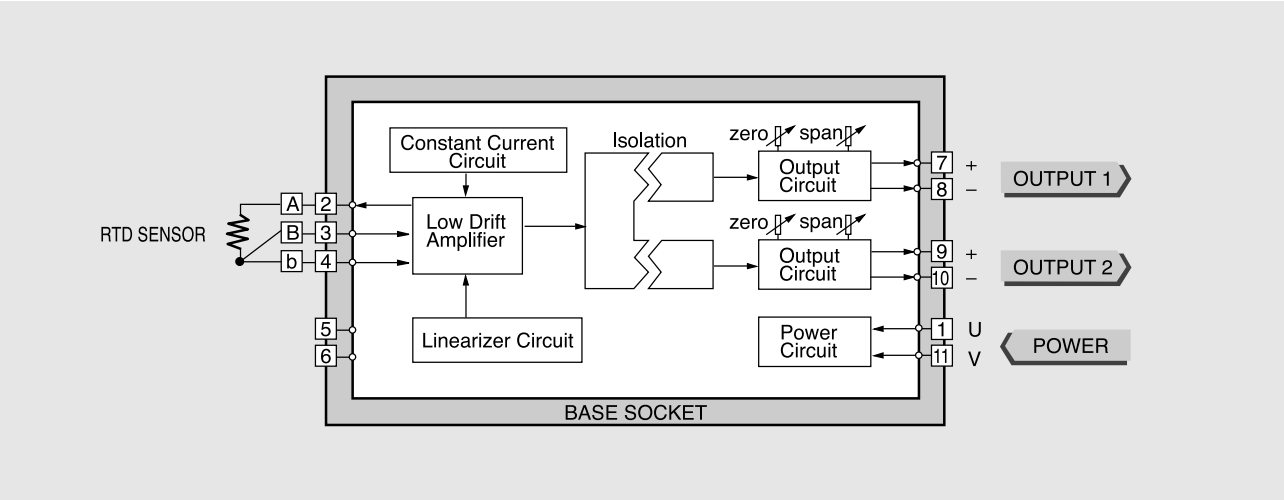 Constant Current
Circuit
Isolation
zero span
Output
Circuit
7 +
8 −
OUTPUT 1
RTD SENSOR
A 2
B 3
b 4
Low Drift
Amplifier
zero span
Output
Circuit
9 +
10 −
OUTPUT 2
5
6
Linearizer Circuit
Power
Circuit
1 U
11 V
POWER
BASE SOCKET